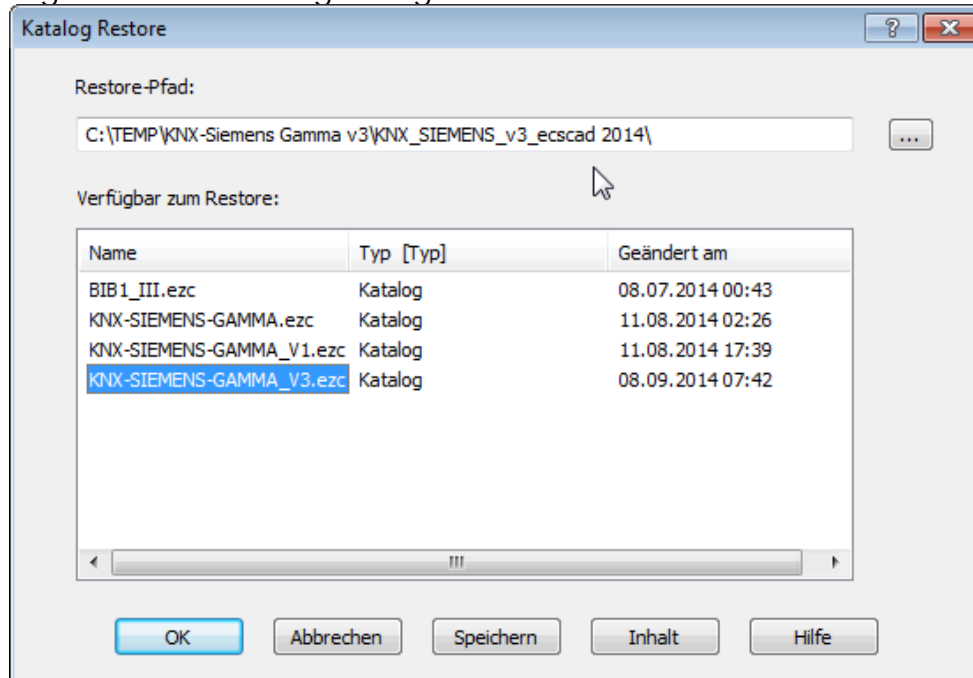 Katalog Restore
Restore-Pfad:
C:\TEMP\KNX-Siemens Gamma v3\KNX_SIEMENS_v3_ecscad 2014\
...
Verfügbar zum Restore:
Name Typ [Typ] Geändert am
BIB1_III.ezc Katalog 08.07.2014 00:43
KNX-SIEMENS-GAMMA.ezc Katalog 11.08.2014 02:26
KNX-SIEMENS-GAMMA_V1.ezc Katalog 11.08.2014 17:39
KNX-SIEMENS-GAMMA_V3.ezc Katalog 08.09.2014 07:42
OK Abbrechen Speichern Inhalt Hilfe